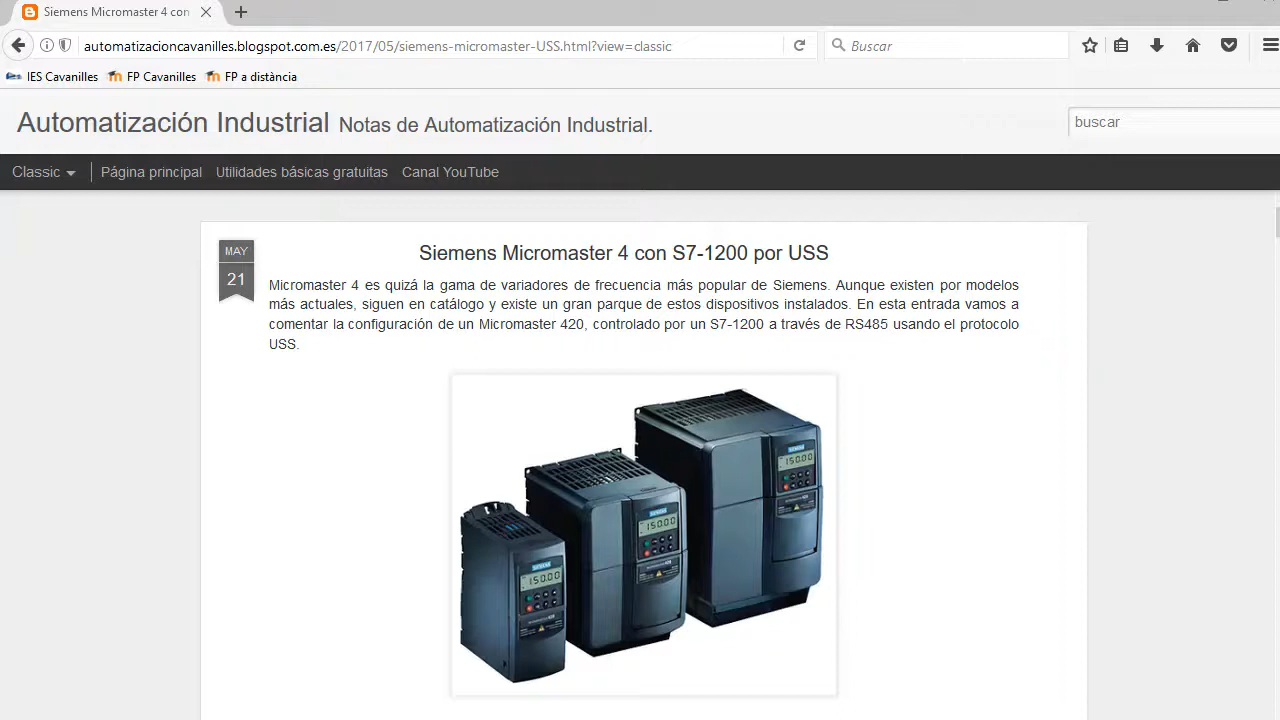 Siemens Micromaster 4 con
automatizacioncavanilles.blogspot.com.es/2017/05/siemens-micromaster-USS.html?view=classic
Buscar
IES Cavanilles FP Cavanilles FP a distància
Automatización Industrial Notas de Automatización Industrial.
buscar
Classic Página principal Utilidades básicas gratuitas Canal YouTube
MAY
21
Siemens Micromaster 4 con S7-1200 por USS
Micromaster 4 es quizá la gama de variadores de frecuencia más popular de Siemens. Aunque existen por modelos
más actuales, siguen en catálogo y existe un gran parque de estos dispositivos instalados. En esta entrada vamos a
comentar la configuración de un Micromaster 420, controlado por un S7-1200 a través de RS485 usando el protocolo
USS.
SIEMENS
150.00
SIEMENS
150.00
SIEMENS
150.00